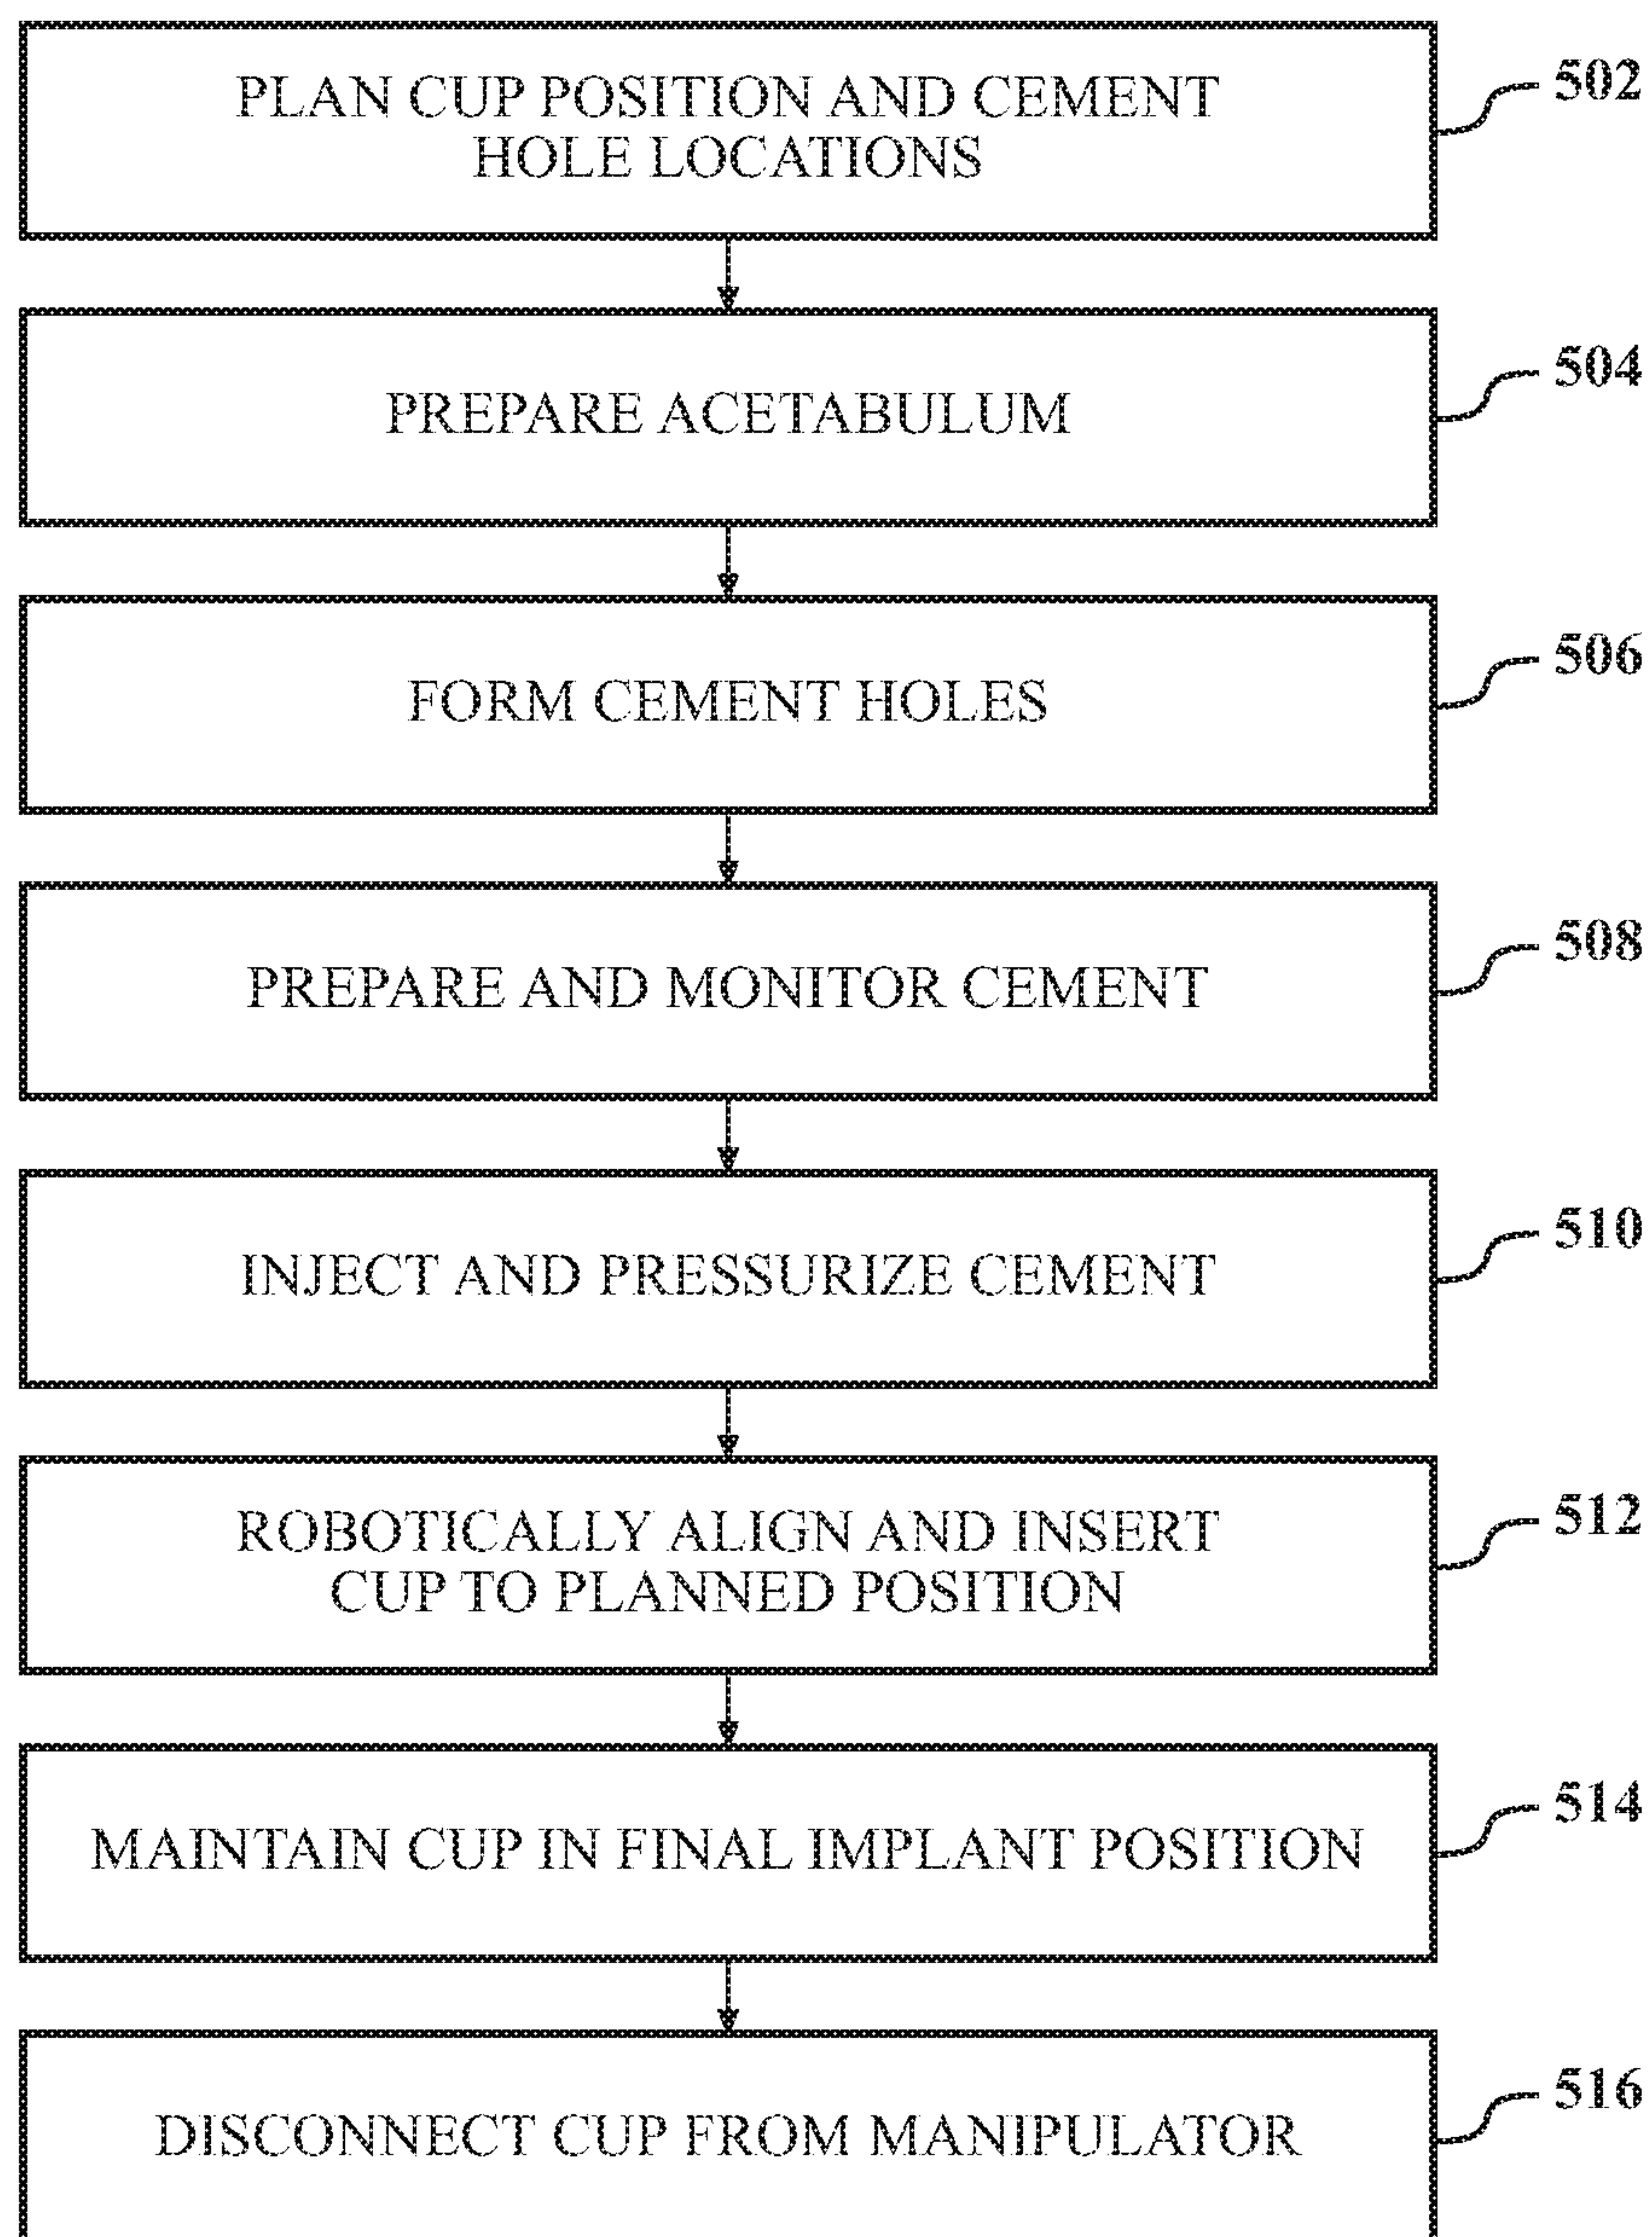 PLAN CUP POSITION AND CEMENT
HOLE LOCATIONS
502
PREPARE ACETABULUM
504
FORM CEMENT HOLES
506
PREPARE AND MONITOR CEMENT
508
INJECT AND PRESSURIZE CEMENT
510
ROBOTICALLY ALIGN AND INSERT
CUP TO PLANNED POSITION
512
MAINTAIN CUP IN FINAL IMPLANT POSITION
514
DISCONNECT CUP FROM MANIPULATOR
516